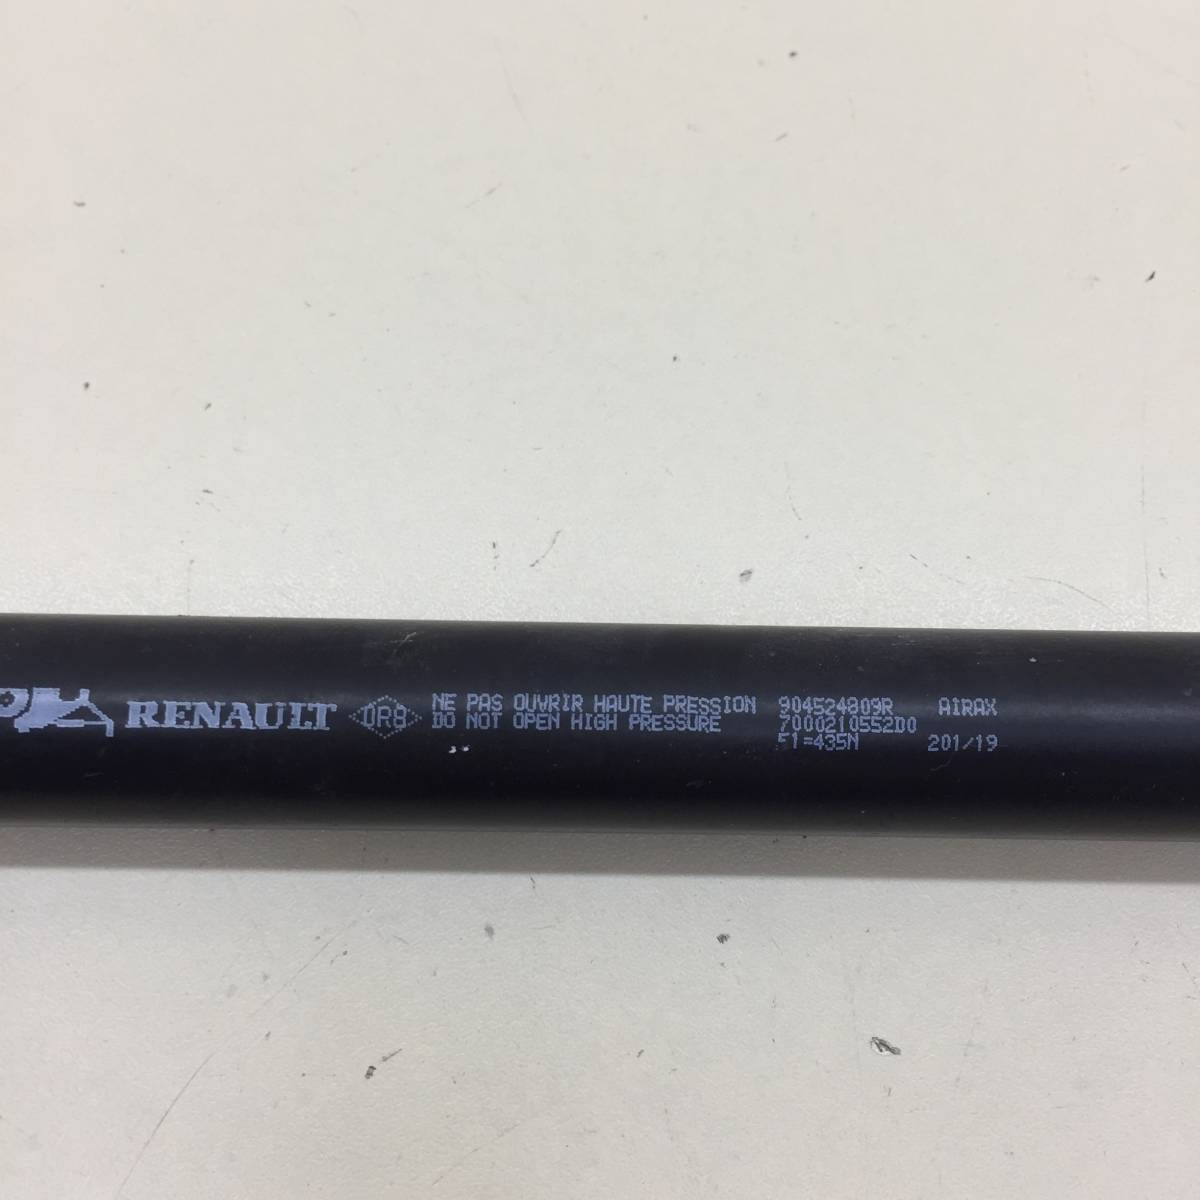 RENAULT
DR8
NE PAS OUVRIR HAUTE PRESSION 904524809R AIRAX
DO NOT OPEN HIGH PRESSURE 7000210552D0
F1=435N 201/19